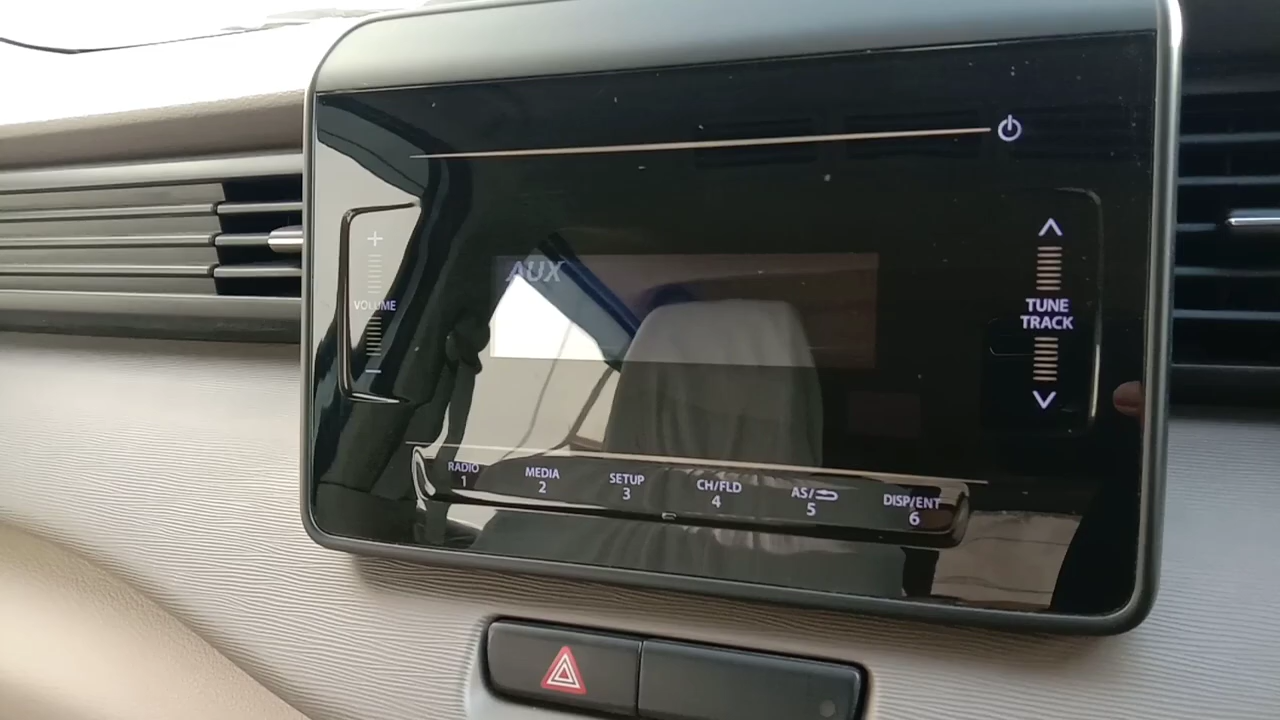 AUX
+
VOLUME
−
TUNE
TRACK
RADIO
1
MEDIA
2
SETUP
3
CH/FLD
4
AS/
5
DISP/ENT
6